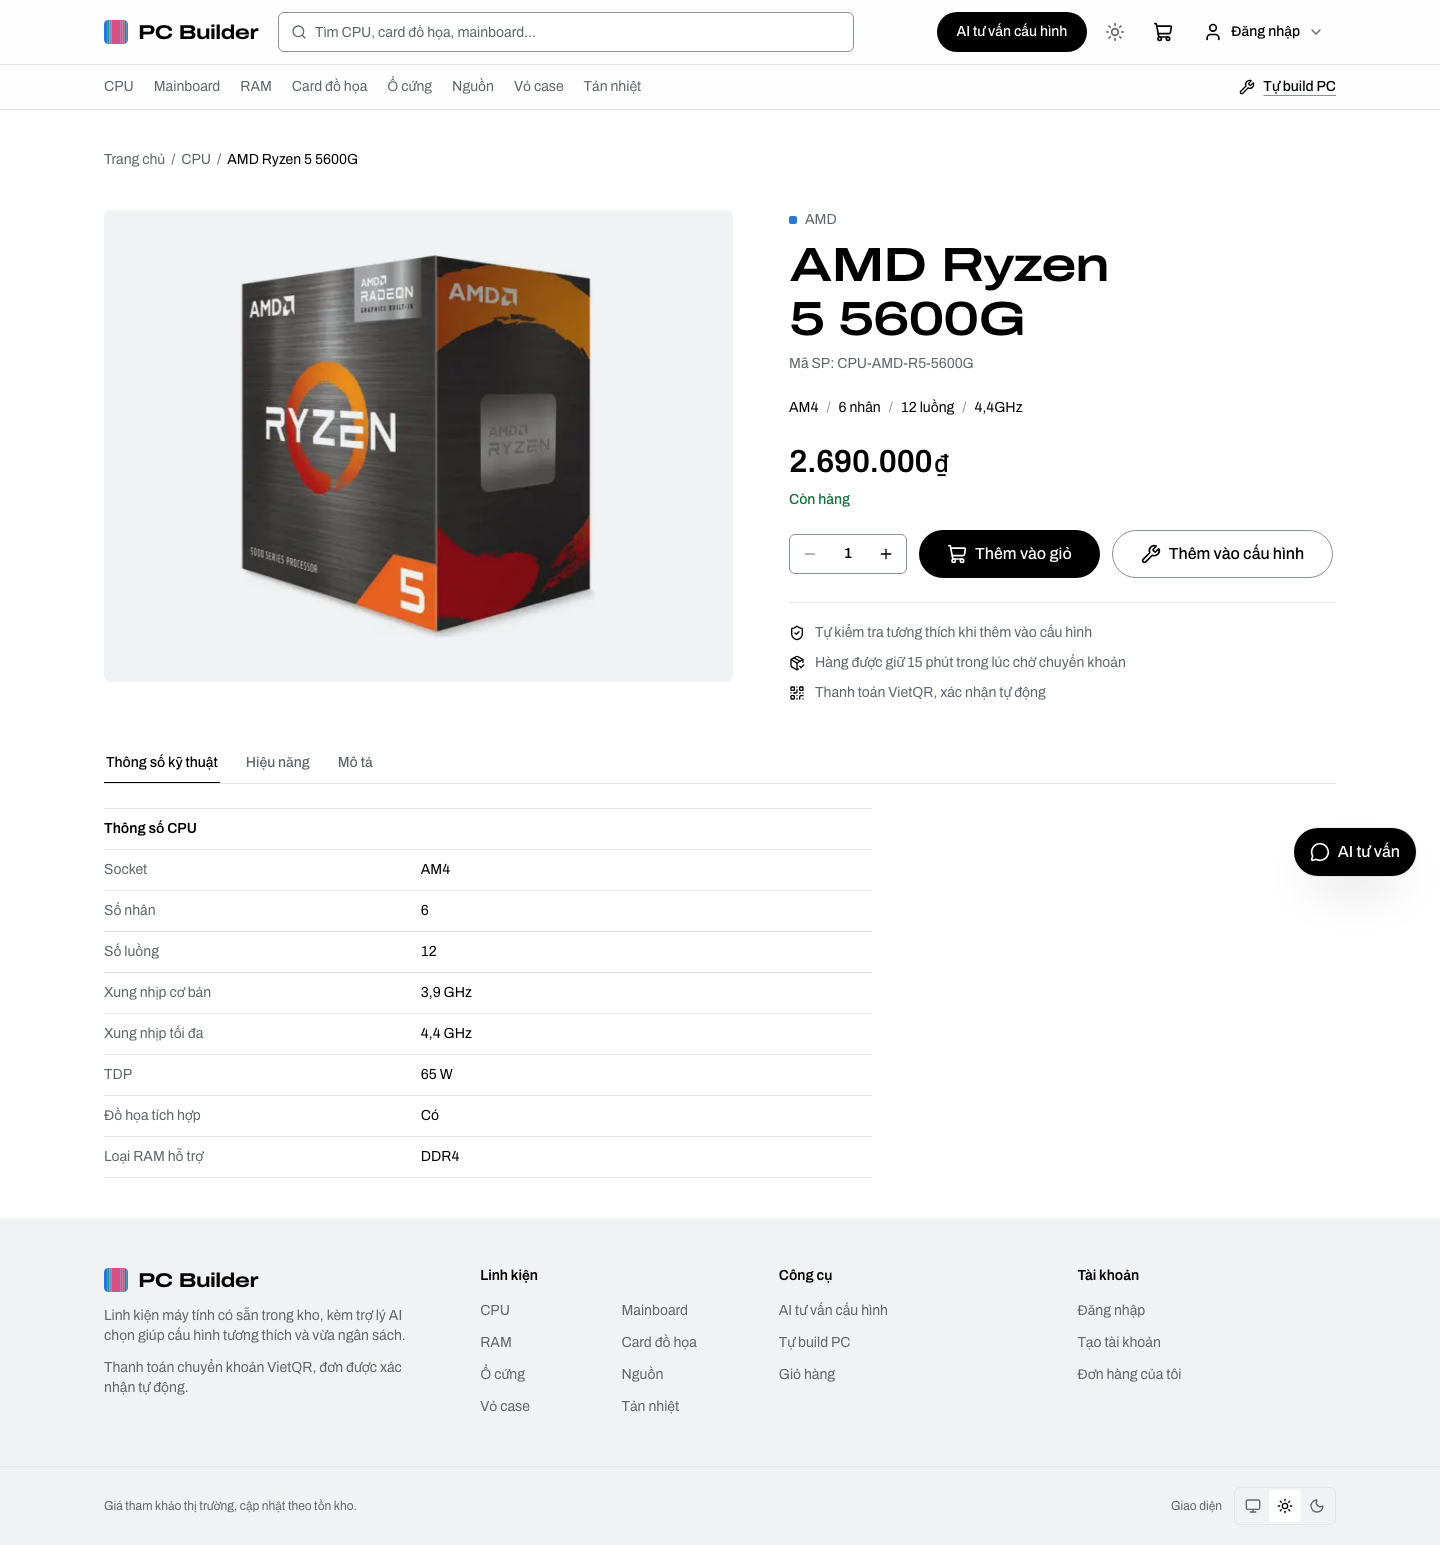 PC Builder
Tìm CPU, card đồ họa, mainboard...
AI tư vấn cấu hình
Đăng nhập
CPU Mainboard RAM Card đồ họa Ổ cứng Nguồn Vỏ case Tản nhiệt
Tự build PC
Trang chủ / CPU / AMD Ryzen 5 5600G
AMD
AMD
RADEON
GRAPHICS BUILT-IN
AMD
RYZEN
RYZEN
AMD
5000 SERIES PROCESSOR
5
AMD
AMD Ryzen
5 5600G
Mã SP: CPU-AMD-R5-5600G
AM4 / 6 nhân / 12 luồng / 4,4GHz
2.690.000₫
Còn hàng
1
Thêm vào giỏ
Thêm vào cấu hình
Tự kiểm tra tương thích khi thêm vào cấu hình
Hàng được giữ 15 phút trong lúc chờ chuyển khoản
Thanh toán VietQR, xác nhận tự động
Thông số kỹ thuật Hiệu năng Mô tả
Thông số CPU
Socket AM4
Số nhân 6
Số luồng 12
Xung nhịp cơ bản 3,9 GHz
Xung nhịp tối đa 4,4 GHz
TDP 65 W
Đồ họa tích hợp Có
Loại RAM hỗ trợ DDR4
AI tư vấn
PC Builder
Linh kiện máy tính có sẵn trong kho, kèm trợ lý AI
chọn giúp cấu hình tương thích và vừa ngân sách.
Thanh toán chuyển khoản VietQR, đơn được xác
nhận tự động.
Linh kiện
CPU Mainboard
RAM Card đồ họa
Ổ cứng Nguồn
Vỏ case Tản nhiệt
Công cụ
AI tư vấn cấu hình
Tự build PC
Giỏ hàng
Tài khoản
Đăng nhập
Tạo tài khoản
Đơn hàng của tôi
Giá tham khảo thị trường, cập nhật theo tồn kho.
Giao diện